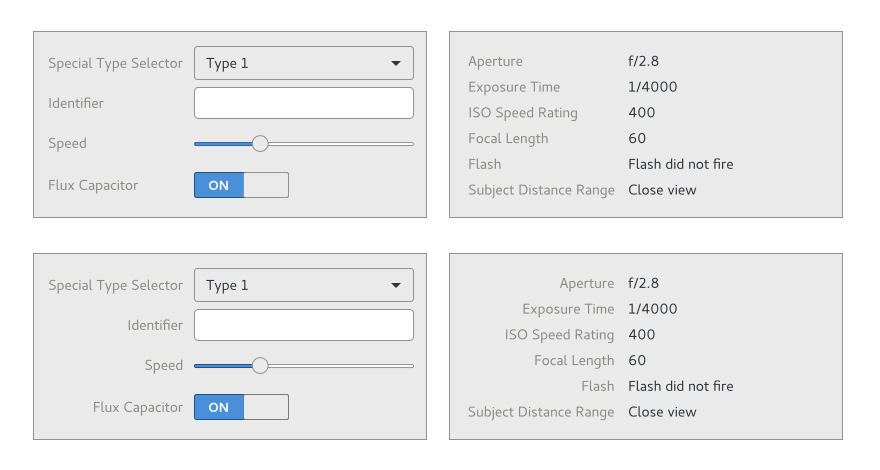 Special Type Selector Type 1
Identifier
Speed
Flux Capacitor ON
Aperture f/2.8
Exposure Time 1/4000
ISO Speed Rating 400
Focal Length 60
Flash Flash did not fire
Subject Distance Range Close view
Special Type Selector Type 1
Identifier
Speed
Flux Capacitor ON
Aperture f/2.8
Exposure Time 1/4000
ISO Speed Rating 400
Focal Length 60
Flash Flash did not fire
Subject Distance Range Close view